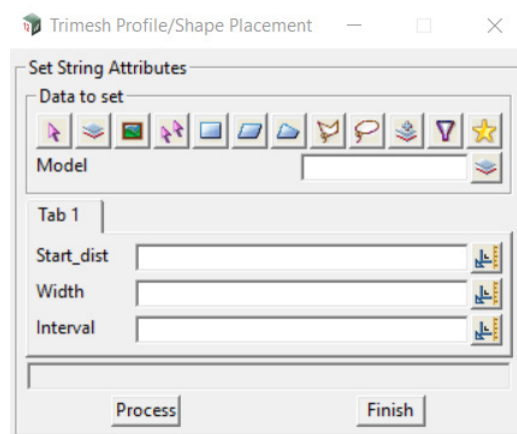 Trimesh Profile/Shape Placement
Set String Attributes
Data to set
Model
Tab 1
Start_dist
Width
Interval
Process Finish